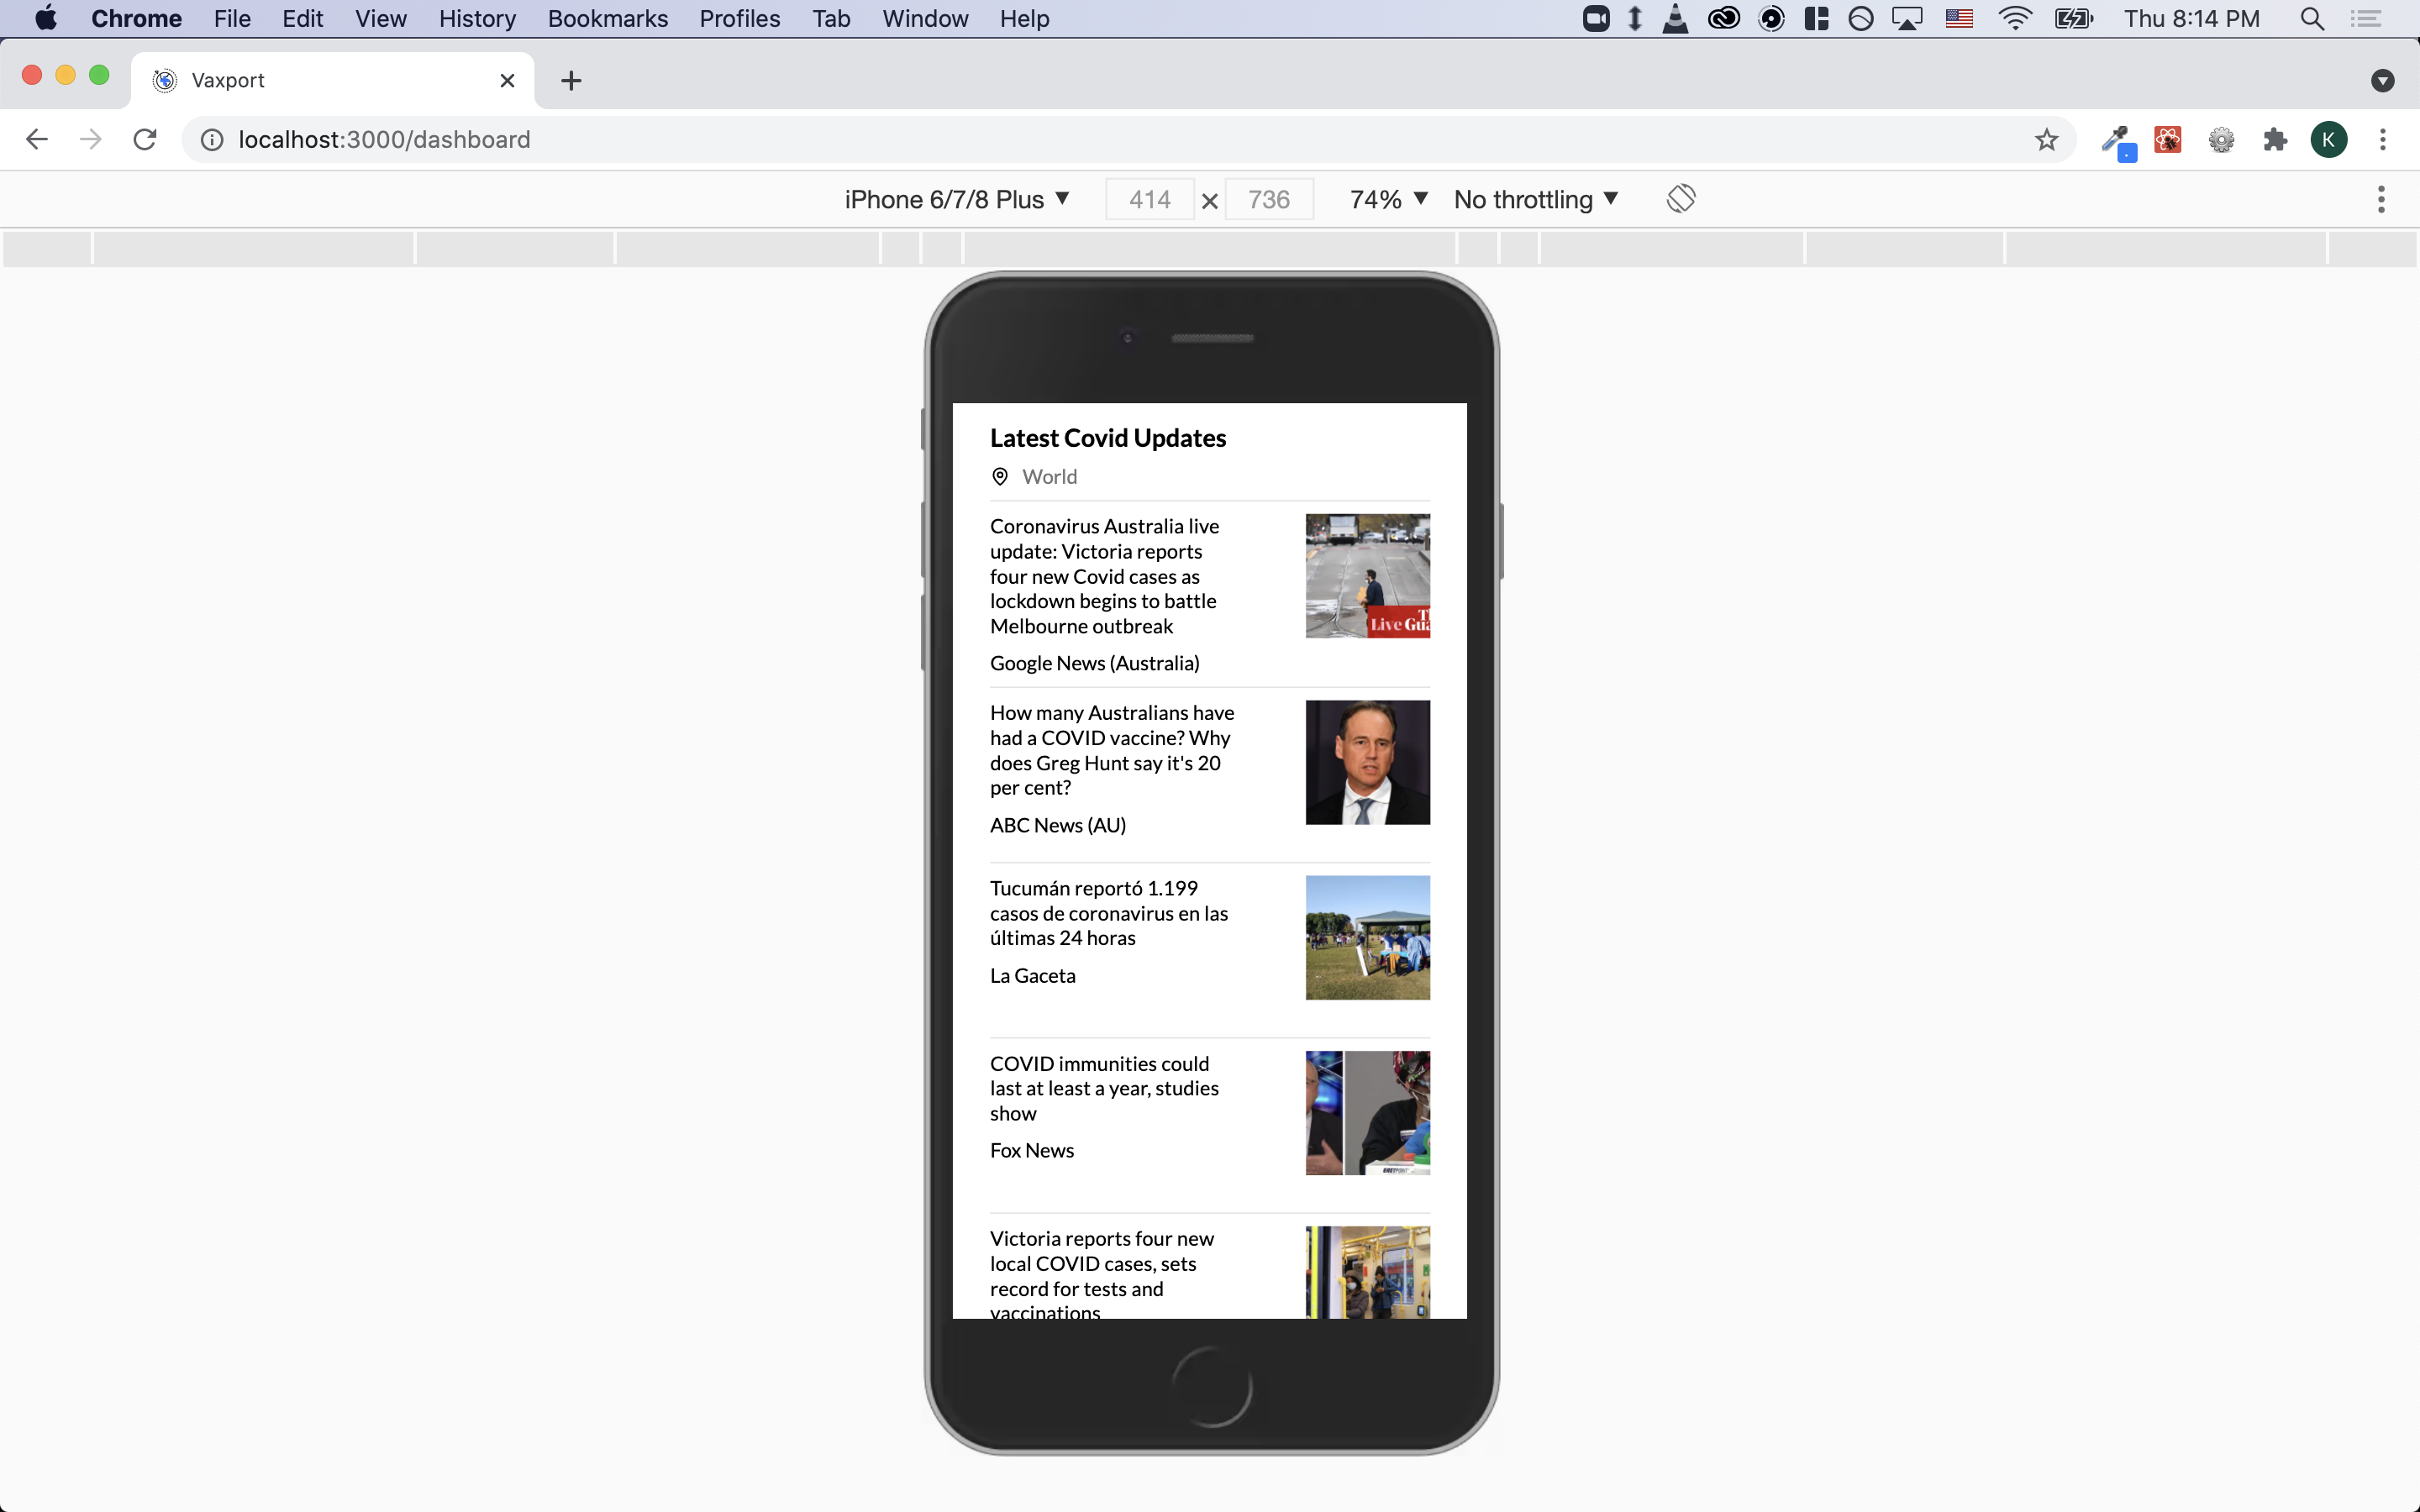 Chrome File Edit View History Bookmarks Profiles Tab Window Help Thu 8:14 PM
Vaxport
localhost:3000/dashboard K
iPhone 6/7/8 Plus 414 × 736 74% No throttling
Latest Covid Updates
World
Coronavirus Australia live
update: Victoria reports
four new Covid cases as
lockdown begins to battle
Melbourne outbreak
Live
Google News (Australia)
How many Australians have
had a COVID vaccine? Why
does Greg Hunt say it's 20
per cent?
ABC News (AU)
Tucumán reportó 1.199
casos de coronavirus en las
últimas 24 horas
La Gaceta
COVID immunities could
last at least a year, studies
show
Fox News
Victoria reports four new
local COVID cases, sets
record for tests and
vaccinations